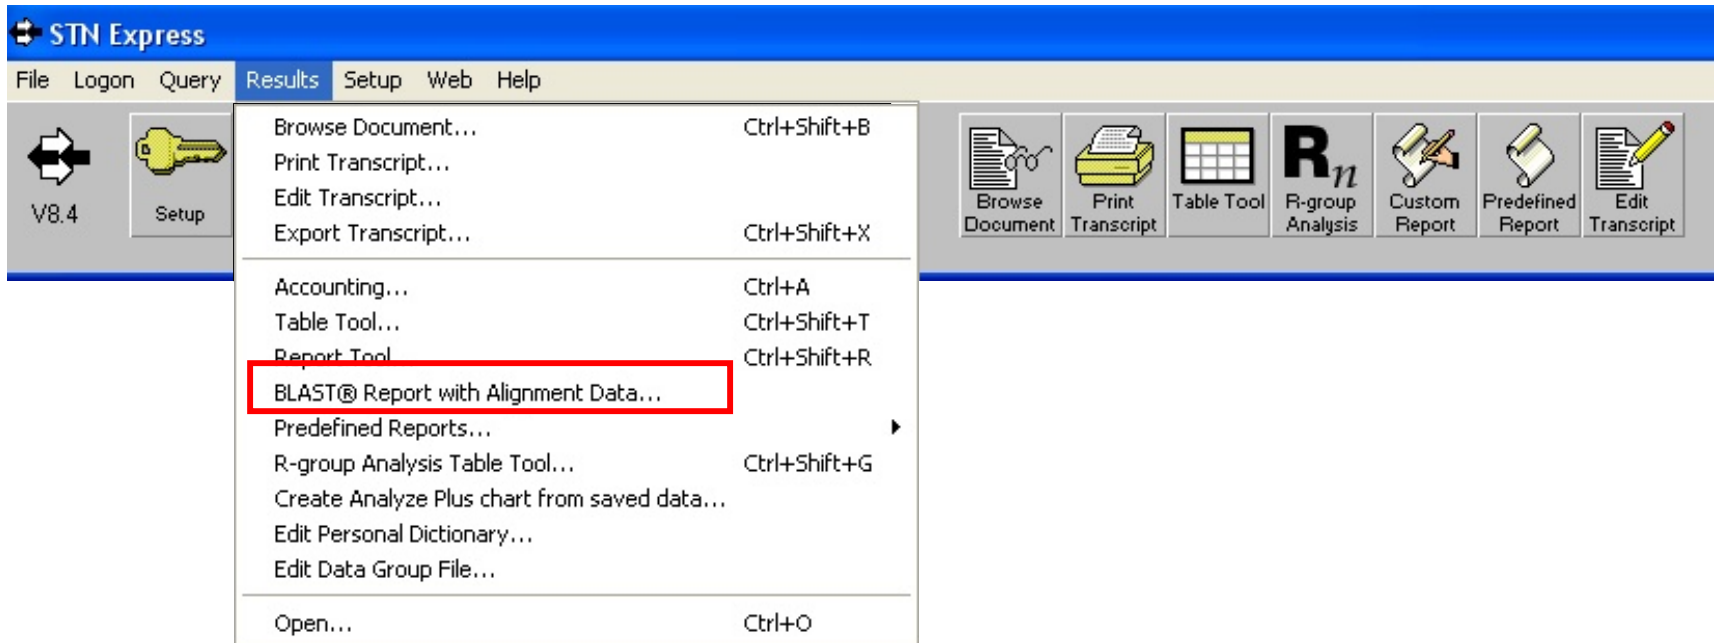 STN Express
File Logon Query Results Setup Web Help
V8.4
Setup
Browse Document... Ctrl+Shift+B
Print Transcript...
Edit Transcript...
Export Transcript... Ctrl+Shift+X
Accounting... Ctrl+A
Table Tool... Ctrl+Shift+T
Report Tool Ctrl+Shift+R
BLAST® Report with Alignment Data...
Predefined Reports...
R-group Analysis Table Tool... Ctrl+Shift+G
Create Analyze Plus chart from saved data...
Edit Personal Dictionary...
Edit Data Group File...
Open... Ctrl+O
Browse
Document
Print
Transcript
Table Tool
Rn
R-group
Analysis
Custom
Report
Predefined
Report
Edit
Transcript